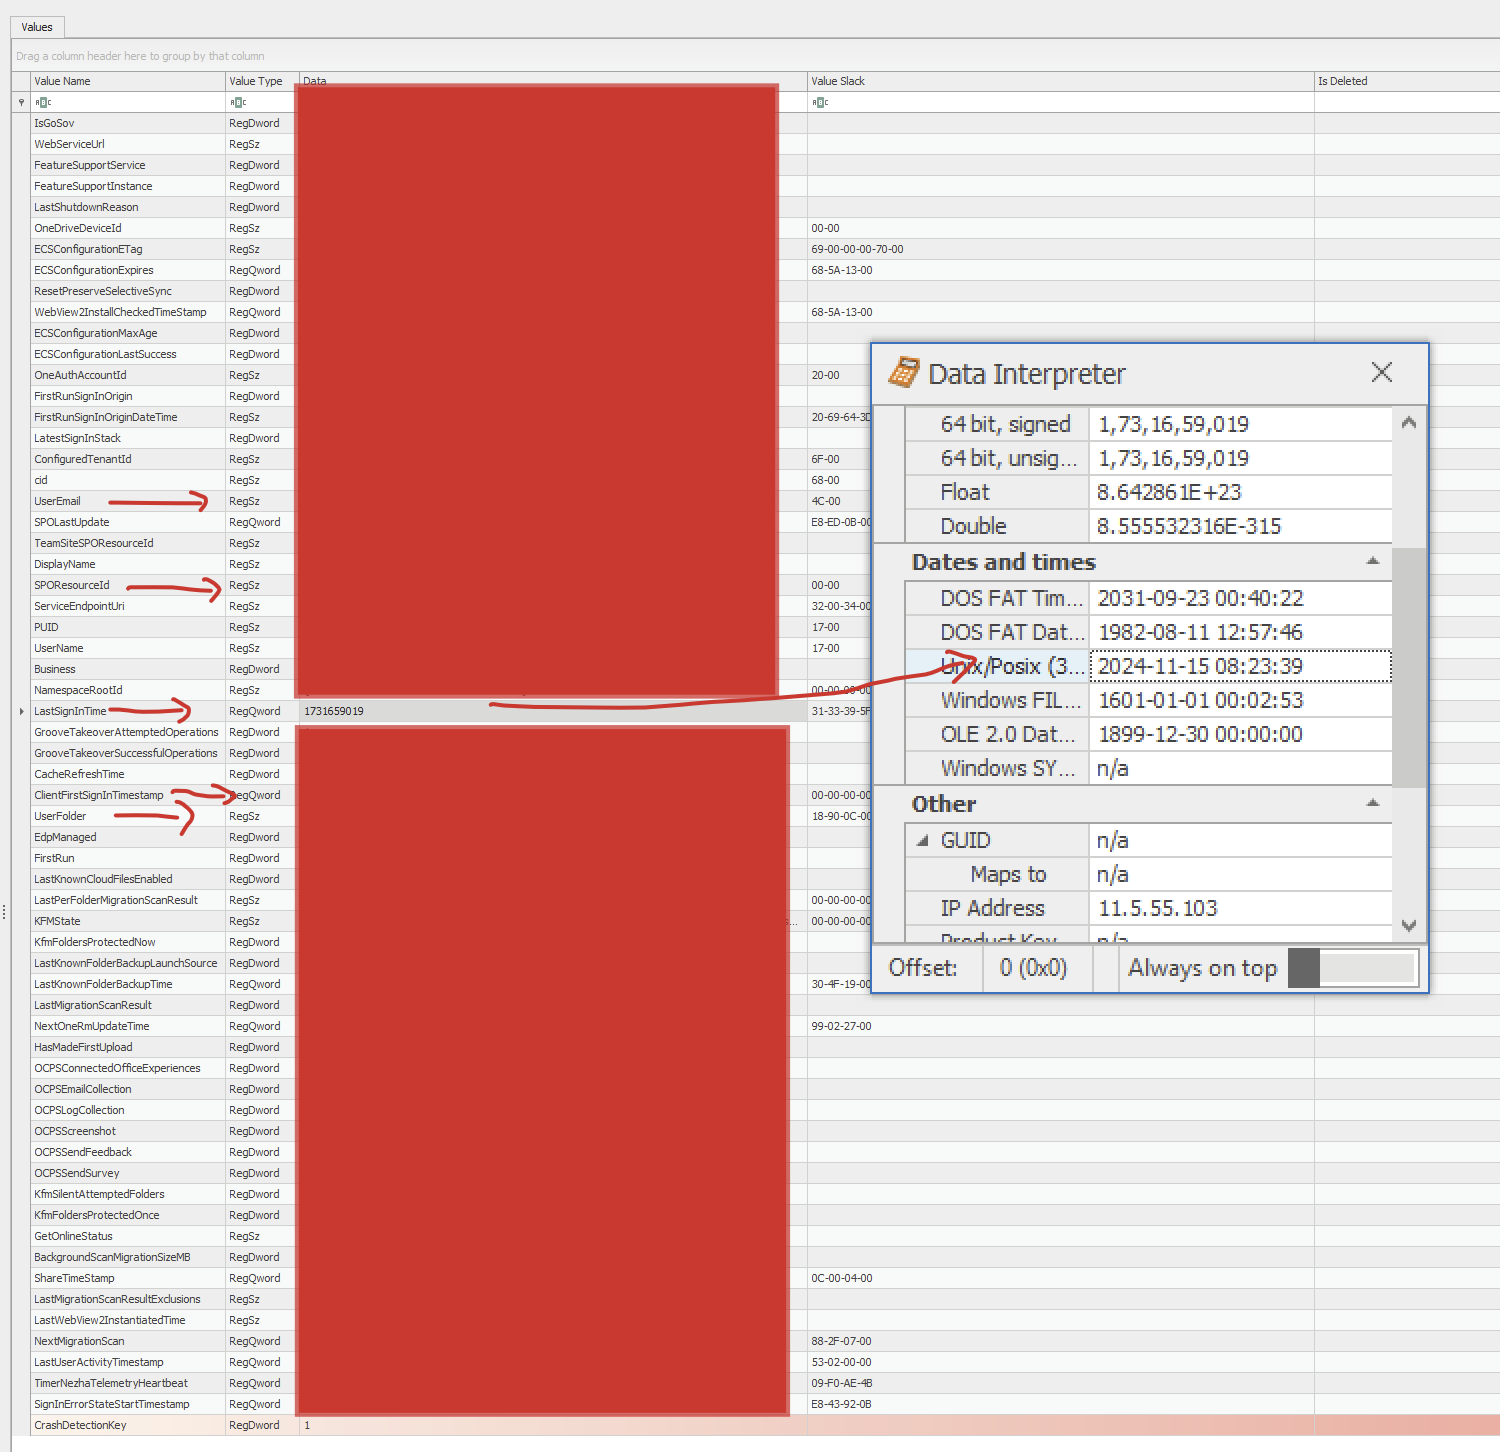 Values
Drag a column header here to group by that column
Value Name Value Type Data Value Slack Is Deleted
ABC ABC ABC
IsGoSov RegDword
WebServiceUrl RegSz
FeatureSupportService RegDword
FeatureSupportInstance RegDword
LastShutdownReason RegDword
OneDriveDeviceId RegSz 00-00
ECSConfigurationETag RegSz 69-00-00-00-70-00
ECSConfigurationExpires RegQword 68-5A-13-00
ResetPreserveSelectiveSync RegDword
WebView2InstallCheckedTimeStamp RegQword 68-5A-13-00
ECSConfigurationMaxAge RegDword
ECSConfigurationLastSuccess RegDword
OneAuthAccountId RegSz 20-00
FirstRunSignInOrigin RegDword
FirstRunSignInOriginDateTime RegSz 20-69-64-3D
LatestSignInStack RegDword
ConfiguredTenantId RegSz 6F-00
cid RegSz 68-00
UserEmail RegSz 4C-00
SPOLastUpdate RegQword E8-ED-0B-00
TeamSiteSPOResourceId RegSz
DisplayName RegSz
SPOResourceId RegSz 00-00
ServiceEndpointUri RegSz 32-00-34-00
PUID RegSz 17-00
UserName RegSz 17-00
Business RegDword
NamespaceRootId RegSz 00-00-00-00
LastSignInTime RegQword 1731659019 31-33-39-5F
GrooveTakeoverAttemptedOperations RegDword
GrooveTakeoverSuccessfulOperations RegDword
CacheRefreshTime RegDword
ClientFirstSignInTimestamp RegQword 00-00-00-00
UserFolder RegSz 18-90-0C-00
EdpManaged RegDword
FirstRun RegDword
LastKnownCloudFilesEnabled RegDword
LastPerFolderMigrationScanResult RegSz 00-00-00-00
KFMState RegSz s... 00-00-00-00
KfmFoldersProtectedNow RegDword
LastKnownFolderBackupLaunchSource RegDword
LastKnownFolderBackupTime RegQword 30-4F-19-00
LastMigrationScanResult RegDword
NextOneRmUpdateTime RegQword 99-02-27-00
HasMadeFirstUpload RegDword
OCPSConnectedOfficeExperiences RegDword
OCPSEmailCollection RegDword
OCPSLogCollection RegDword
OCPSScreenshot RegDword
OCPSSendFeedback RegDword
OCPSSendSurvey RegDword
KfmSilentAttemptedFolders RegDword
KfmFoldersProtectedOnce RegDword
GetOnlineStatus RegSz
BackgroundScanMigrationSizeMB RegDword
ShareTimeStamp RegQword 0C-00-04-00
LastMigrationScanResultExclusions RegSz
LastWebView2InstantiatedTime RegSz
NextMigrationScan RegQword 88-2F-07-00
LastUserActivityTimestamp RegQword 53-02-00-00
TimerNezhaTelemetryHeartbeat RegQword 09-F0-AE-4B
SignInErrorStateStartTimestamp RegQword E8-43-92-0B
CrashDetectionKey RegDword 1
Data Interpreter
64 bit, signed 1,73,16,59,019
64 bit, unsig... 1,73,16,59,019
Float 8.642861E+23
Double 8.555532316E-315
Dates and times
DOS FAT Tim... 2031-09-23 00:40:22
DOS FAT Dat... 1982-08-11 12:57:46
Unix/Posix (3... 2024-11-15 08:23:39
Windows FIL... 1601-01-01 00:02:53
OLE 2.0 Dat... 1899-12-30 00:00:00
Windows SY... n/a
Other
GUID n/a
Maps to n/a
IP Address 11.5.55.103
Product Key n/a
Offset: 0 (0x0) Always on top